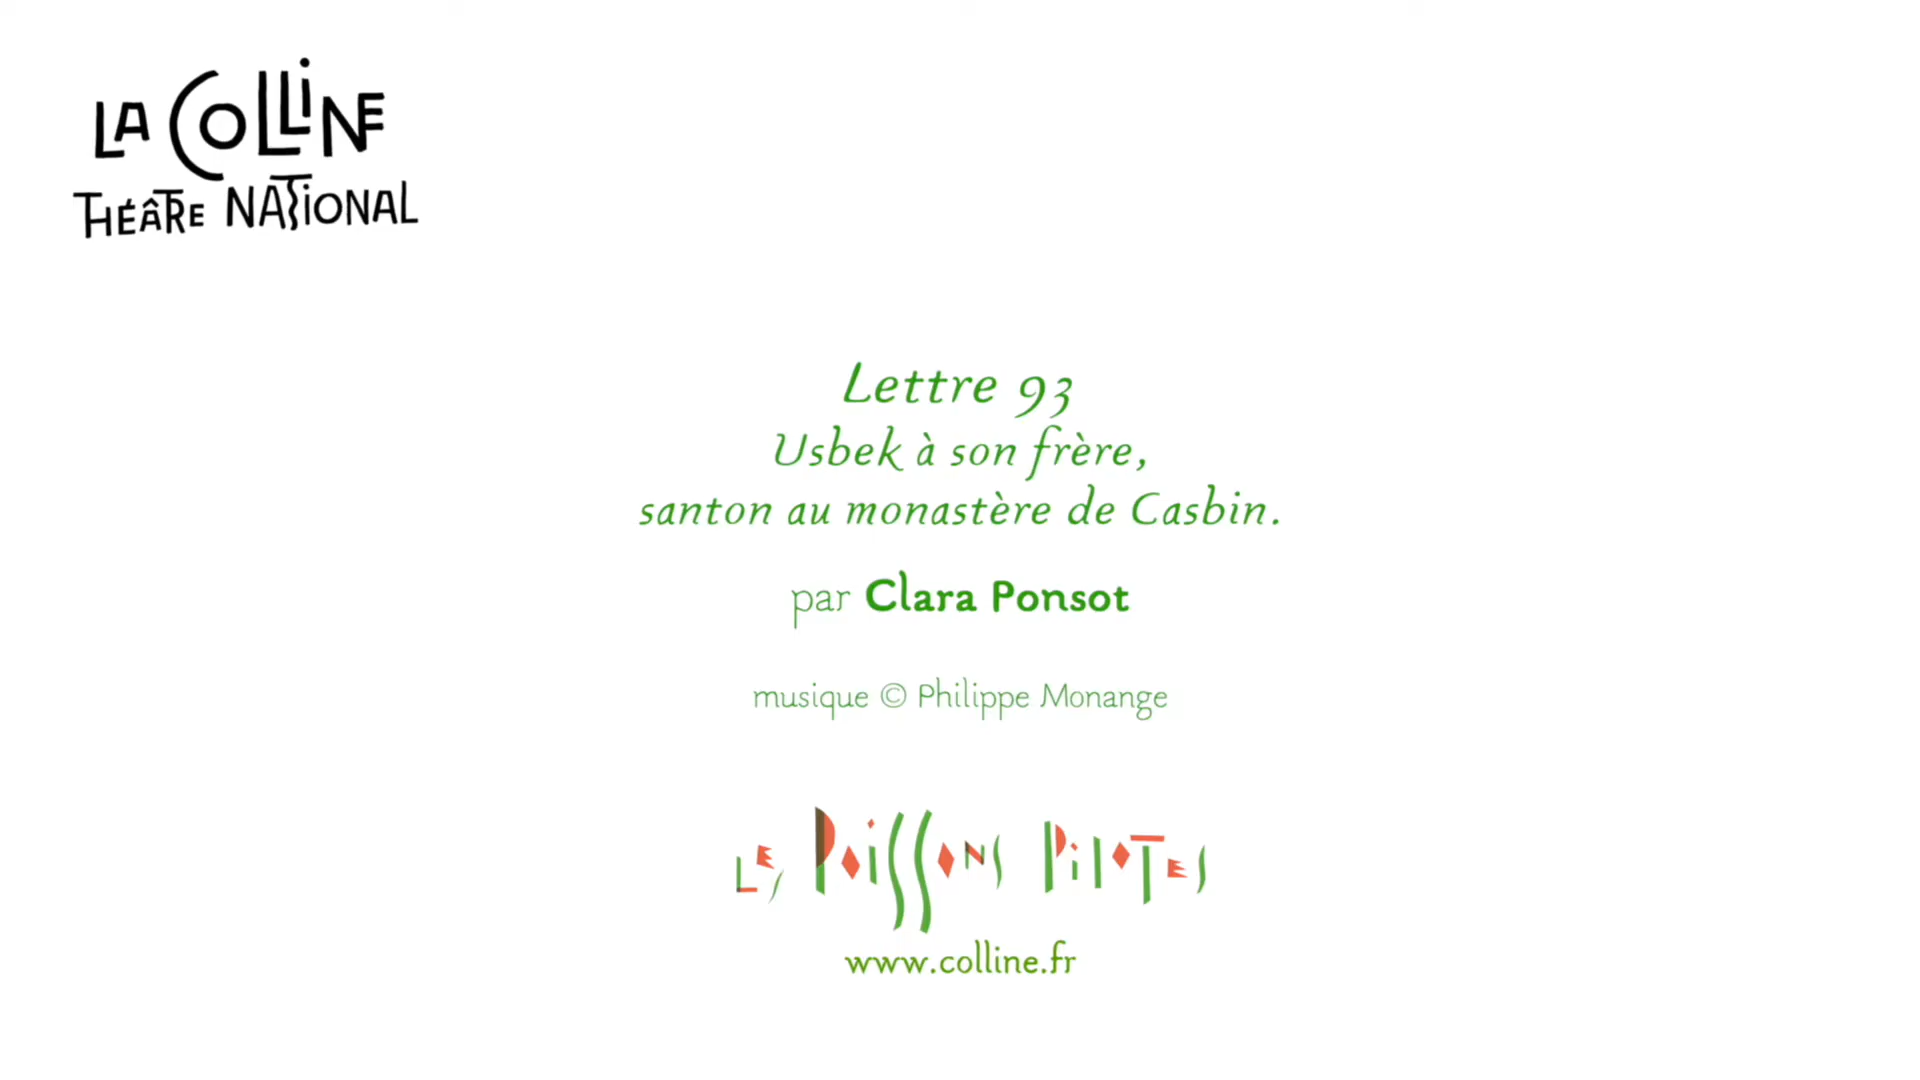 LA COLLiNE
THÉÂTRE NATiONAL
Lettre 93
Usbek à son frère,
santon au monastère de Casbin.
par Clara Ponsot
musique © Philippe Monange
LES POiSSONS PiLOTES
www.colline.fr